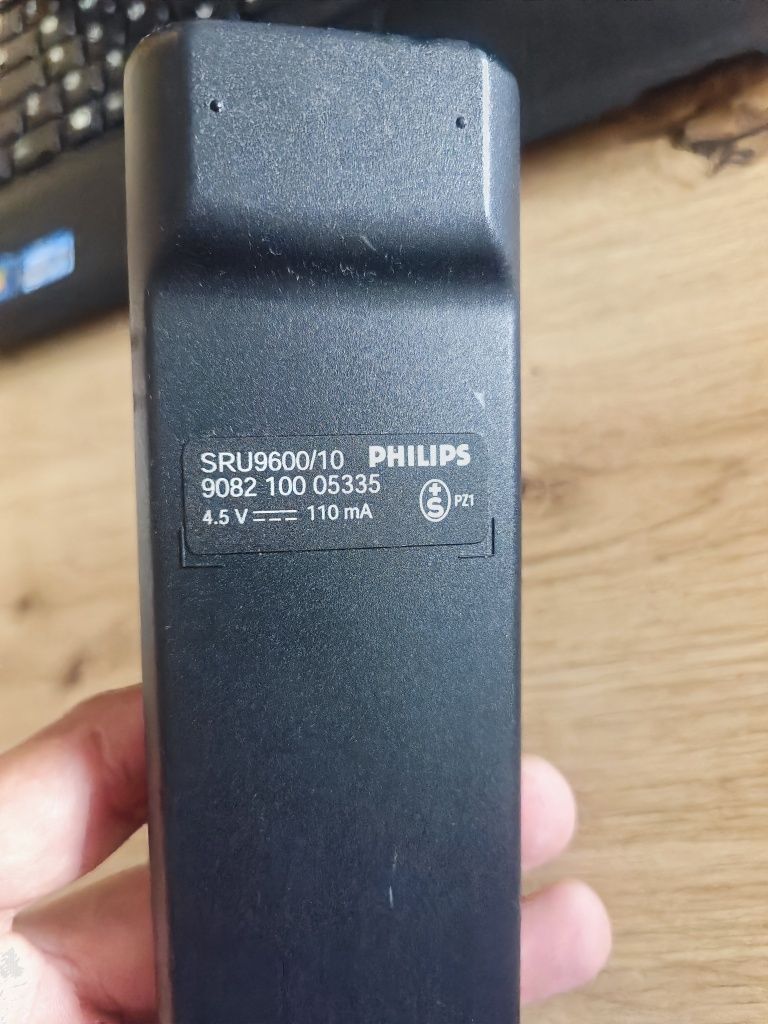 SRU9600/10 PHILIPS
9082 100 05335
4.5 V 110 mA
+S PZ1